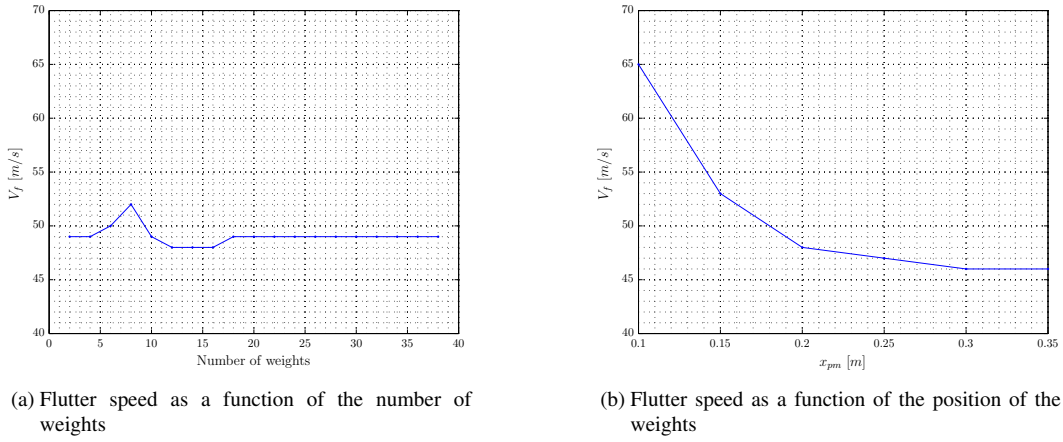 70
65
60
55
50
45
40
V_f [m/s]
0 5 10 15 20 25 30 35 40
Number of weights
(a) Flutter speed as a function of the number of
weights
70
65
60
55
50
45
40
V_f [m/s]
0.1 0.15 0.2 0.25 0.3 0.35
x_{pm} [m]
(b) Flutter speed as a function of the position of the
weights